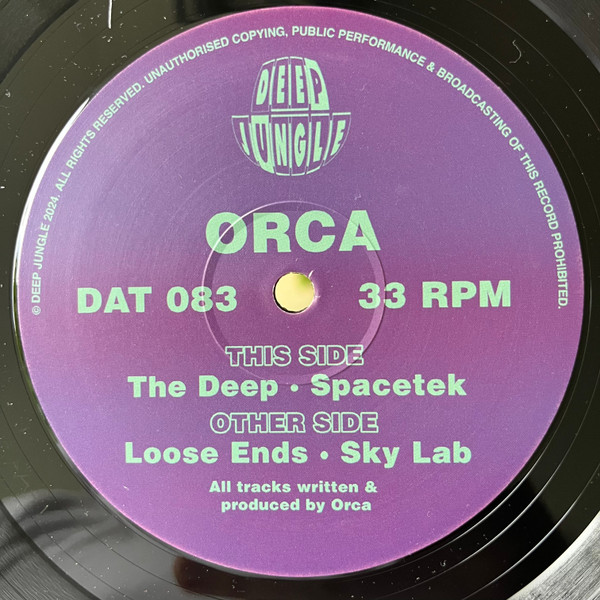 © DEEP JUNGLE 2024. ALL RIGHTS RESERVED. UNAUTHORISED COPYING, PUBLIC PERFORMANCE & BROADCASTING OF THIS RECORD PROHIBITED.
DEEP
JUNGLE
ORCA
DAT 083 33 RPM
THIS SIDE
The Deep • Spacetek
OTHER SIDE
Loose Ends • Sky Lab
All tracks written &
produced by Orca